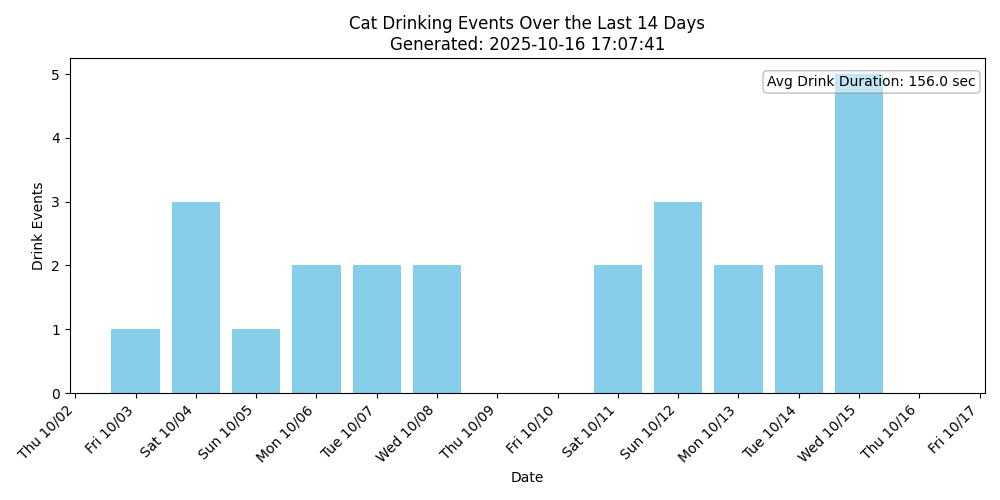 Cat Drinking Events Over the Last 14 Days
Generated: 2025-10-16 17:07:41
Avg Drink Duration: 156.0 sec
Drink Events
5
4
3
2
1
0
Thu 10/02
Fri 10/03
Sat 10/04
Sun 10/05
Mon 10/06
Tue 10/07
Wed 10/08
Thu 10/09
Fri 10/10
Sat 10/11
Sun 10/12
Mon 10/13
Tue 10/14
Wed 10/15
Thu 10/16
Fri 10/17
Date